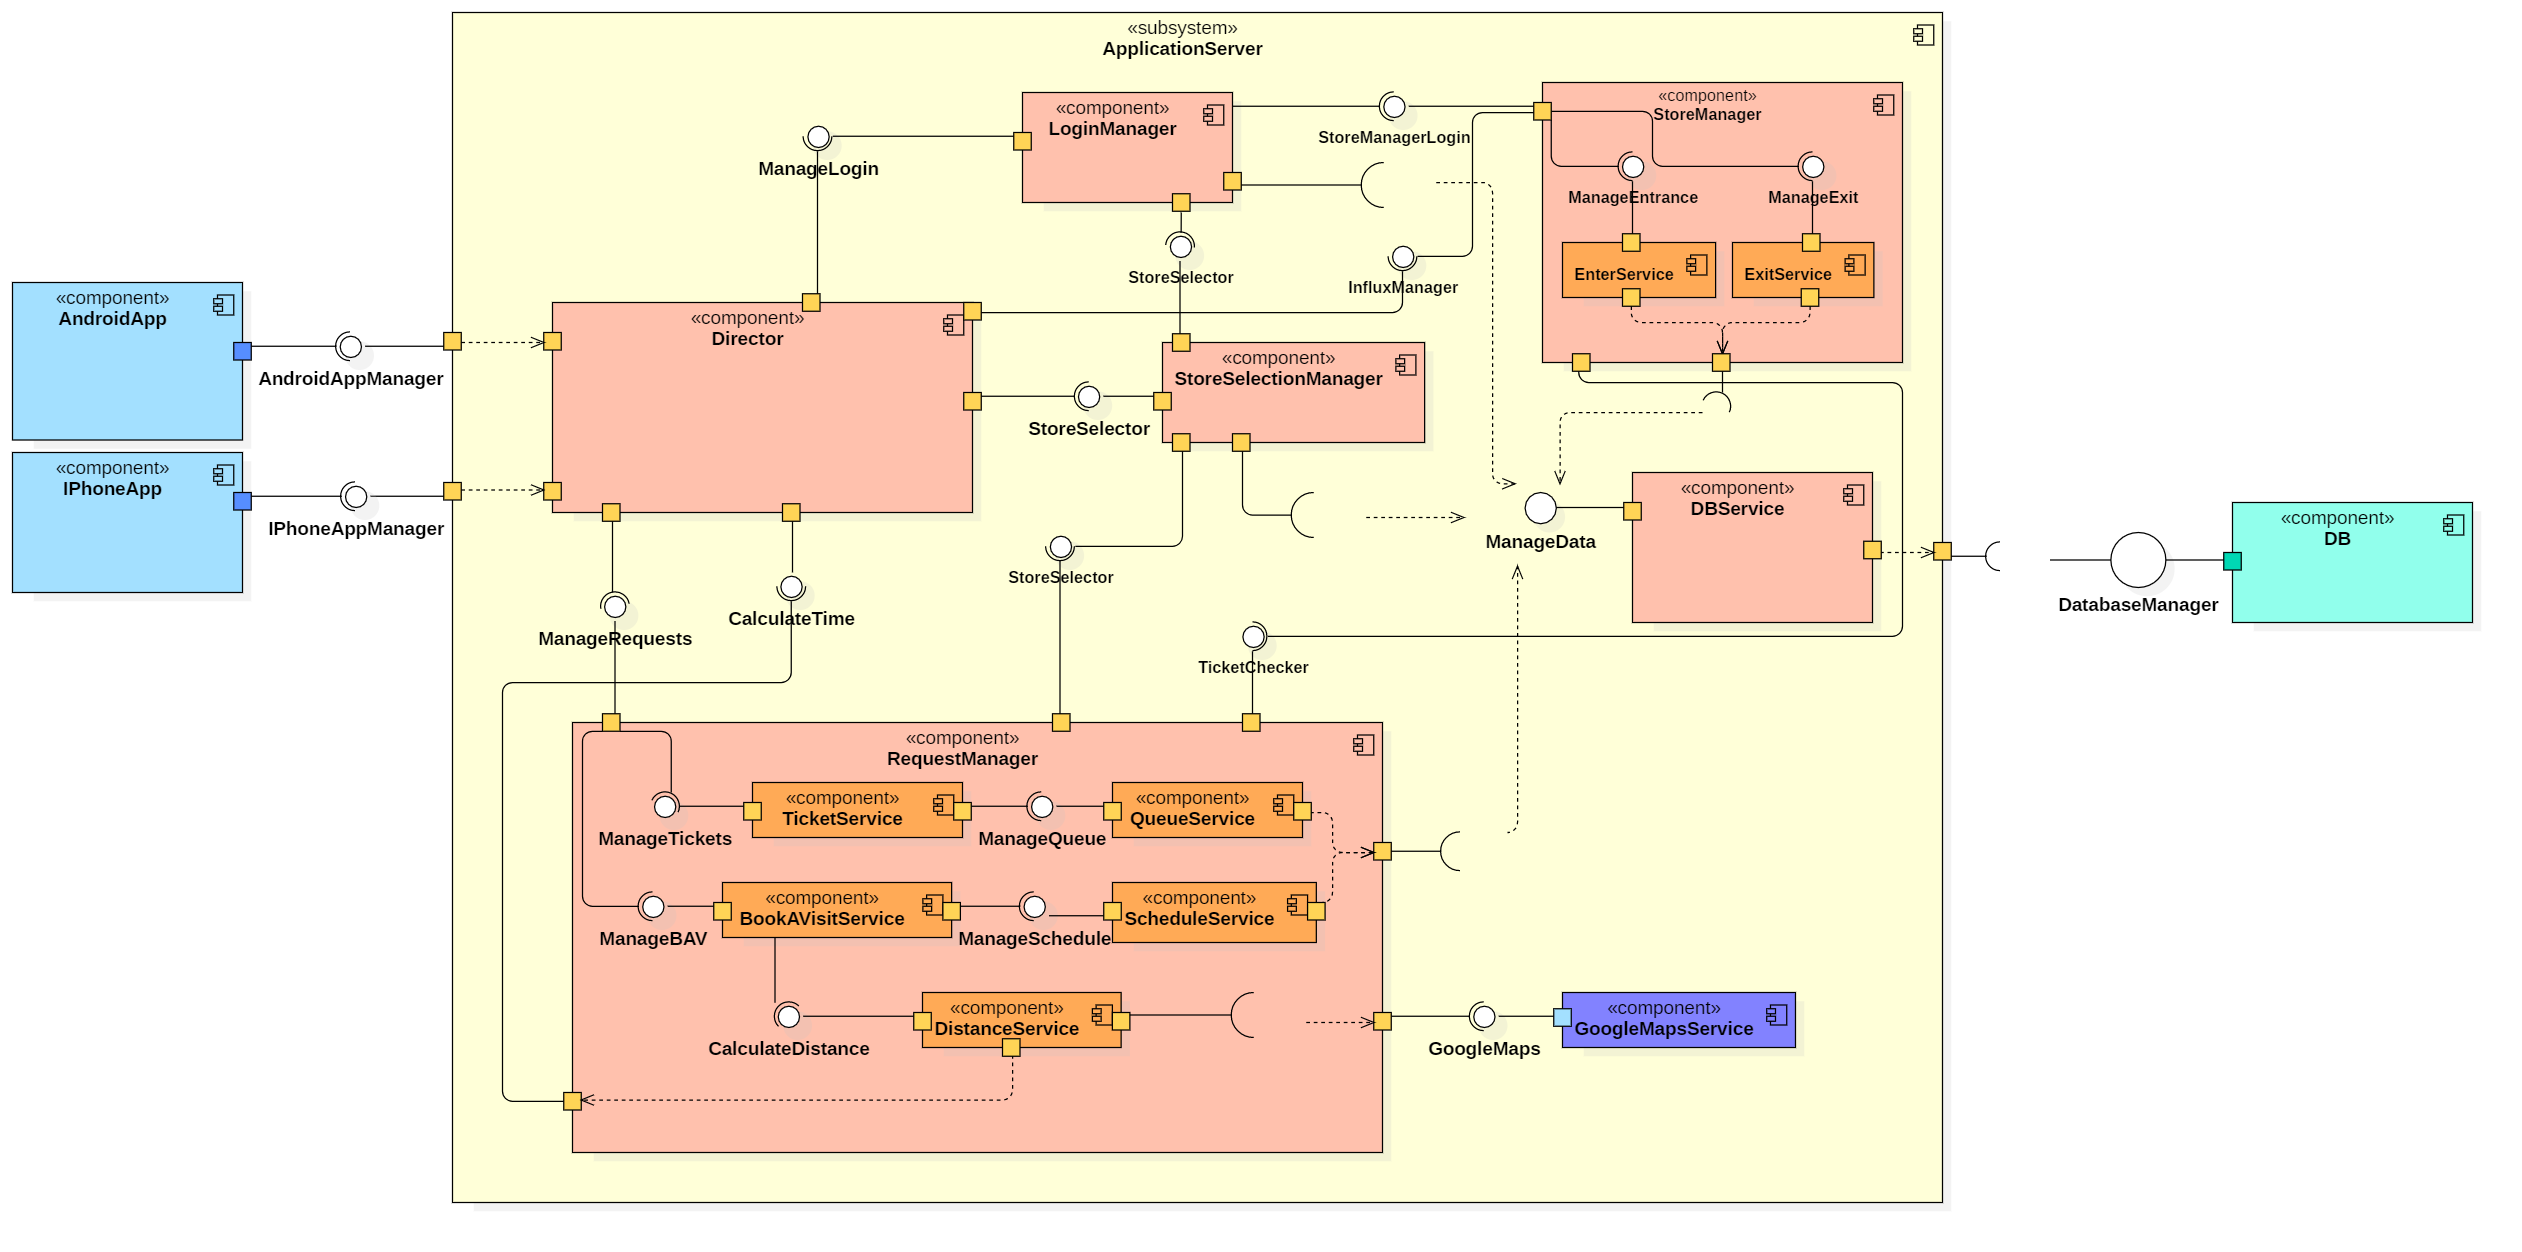 «subsystem»
ApplicationServer
«component»
LoginManager
StoreManagerLogin
«component»
StoreManager
ManageLogin
ManageEntrance
ManageExit
StoreSelector
InfluxManager
EnterService
ExitService
«component»
AndroidApp
AndroidAppManager
«component»
Director
«component»
StoreSelectionManager
StoreSelector
«component»
IPhoneApp
IPhoneAppManager
«component»
DBService
ManageData
«component»
DB
DatabaseManager
StoreSelector
CalculateTime
ManageRequests
TicketChecker
«component»
RequestManager
«component»
TicketService
«component»
QueueService
ManageTickets
ManageQueue
«component»
BookAVisitService
«component»
ScheduleService
ManageBAV
ManageSchedule
«component»
DistanceService
CalculateDistance
«component»
GoogleMapsService
GoogleMaps